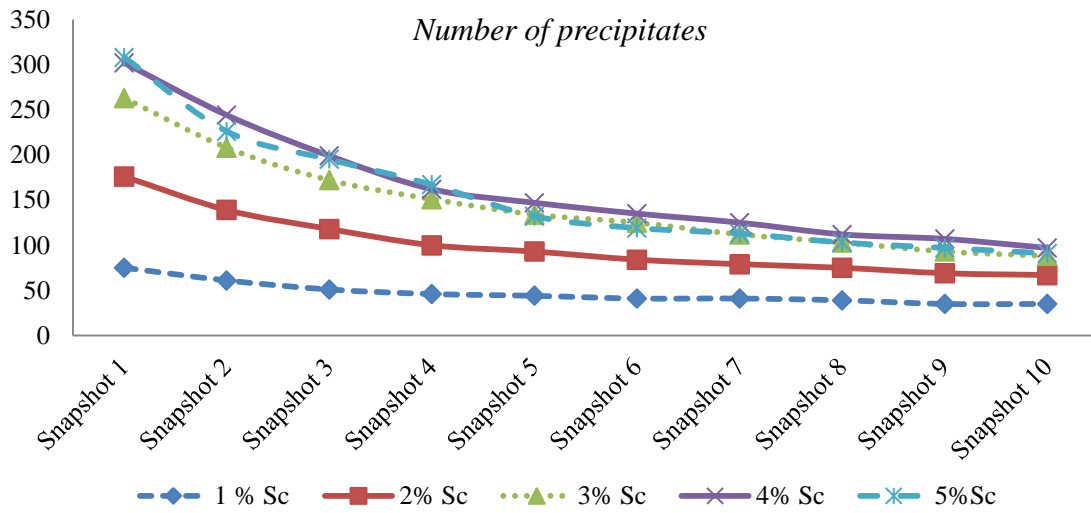 Number of precipitates
350
300
250
200
150
100
50
0
Snapshot 1
Snapshot 2
Snapshot 3
Snapshot 4
Snapshot 5
Snapshot 6
Snapshot 7
Snapshot 8
Snapshot 9
Snapshot 10
1 % Sc
2% Sc
3% Sc
4% Sc
5%Sc